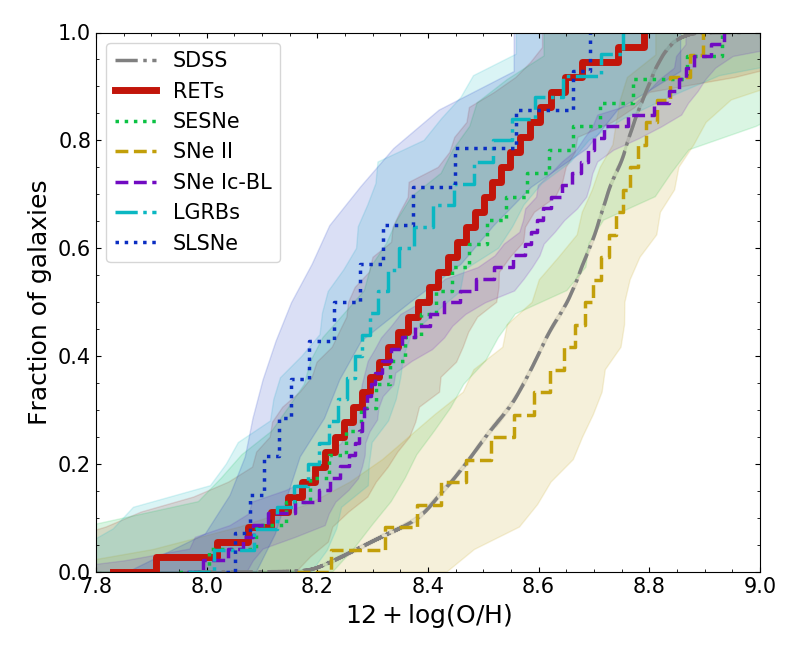 1.0
0.8
0.6
0.4
0.2
0.0
Fraction of galaxies
SDSS
RETs
SESNe
SNe II
SNe Ic-BL
LGRBs
SLSNe
7.8 8.0 8.2 8.4 8.6 8.8 9.0
12 + log(O/H)